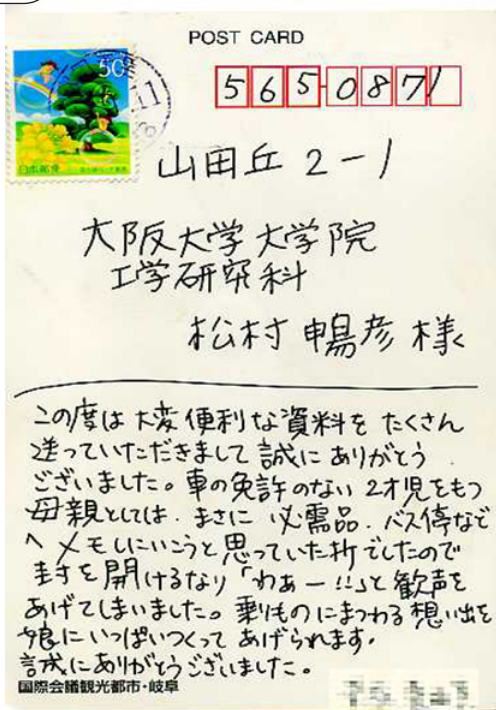 POST CARD
50
日本郵便
565-0871
山田丘 2-1
大阪大学大学院
工学研究科
松村 暢彦 様
この度は大変便利な資料をたくさん
送っていただきまして誠にありがとう
ございました。車の免許のない2才児をもつ
母親としては、まさに必需品。バス停など
へメモしにいこうと思っていた折でしたので
封を開けるなり「わぁー!!」と歓声を
あげてしまいました。乗りものにまつわる想い出を
娘にいっぱいつくってあげられます。
誠にありがとうございました。
国際会議観光都市・岐阜